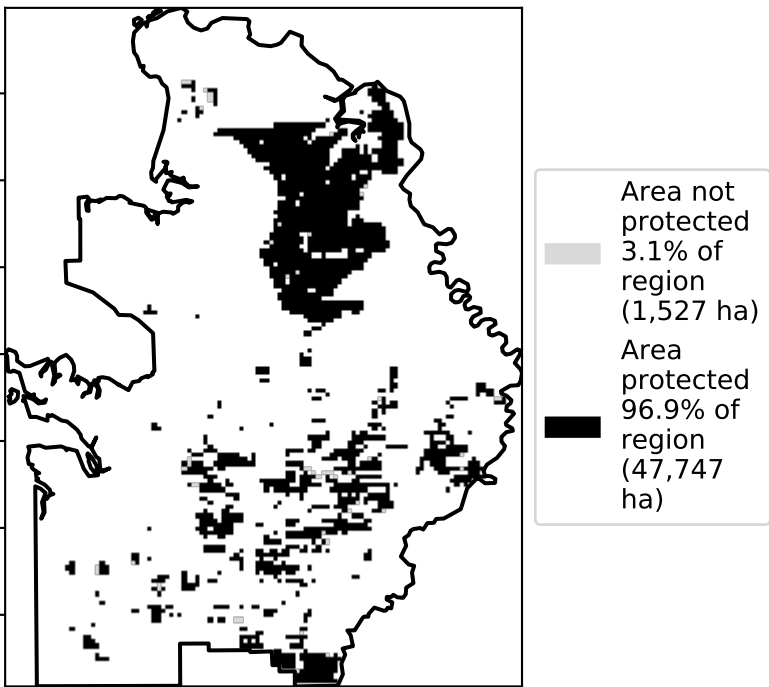 Area not
protected
3.1% of
region
(1,527 ha)
Area
protected
96.9% of
region
(47,747
ha)